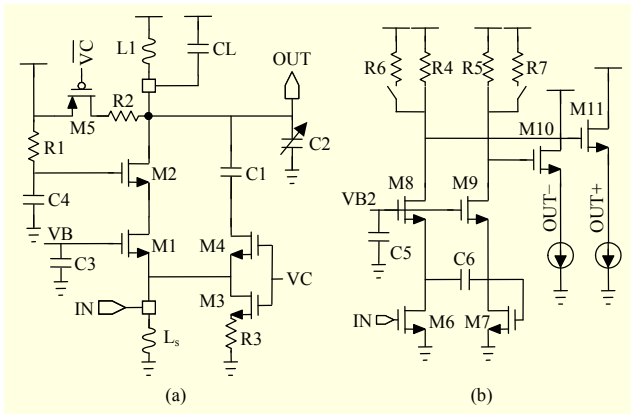 VC
L1
CL
OUT
R2
M5
R1
C2
M2
C1
C4
VB
M1
M4
C3
VC
IN
M3
R3
Ls
(a)
R6
R4
R5
R7
M11
M10
M8
M9
VB2
C5
OUT−
OUT+
C6
IN
M6
M7
(b)